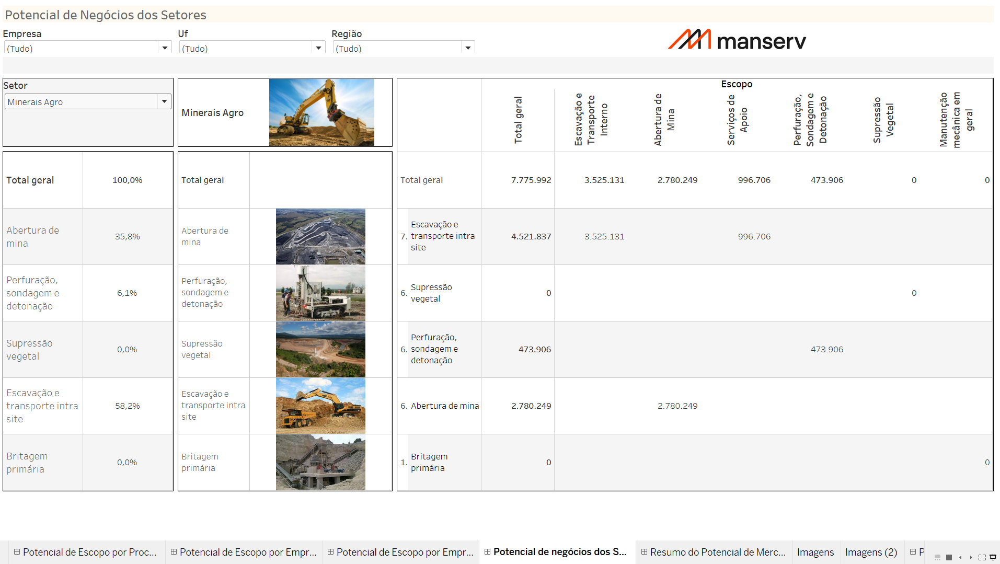 Potencial de Negócios dos Setores
Empresa
Uf
Região
(Tudo)
(Tudo)
(Tudo)
manserv
Setor
Minerais Agro
Minerais Agro
Escopo
Total geral
Escavação e
Transporte
Interno
Abertura de
Mina
Serviços de
Apoio
Perfuração,
Sondagem e
Detonação
Supressão
Vegetal
Manutenção
mecânica em
geral
Total geral 100,0%
Abertura de
mina
35,8%
Perfuração,
sondagem e
detonação
6,1%
Supressão
vegetal
0,0%
Escavação e
transporte intra
site
58,2%
Britagem
primária
0,0%
Total geral
Abertura de
mina
Perfuração,
sondagem e
detonação
Supressão
vegetal
Escavação e
transporte intra
site
Britagem
primária
Total geral 7.775.992 3.525.131 2.780.249 996.706 473.906 0 0
Escavação e
7. transporte intra 4.521.837 3.525.131 996.706
site
Supressão
6. vegetal 0 0
Perfuração,
6. sondagem e 473.906 473.906
detonação
6. Abertura de mina 2.780.249 2.780.249
Britagem
1. primária 0 0
Potencial de Escopo por Proc...
Potencial de Escopo por Empr...
Potencial de Escopo por Empr...
Potencial de negócios dos S...
Resumo do Potencial de Merc...
Imagens
Imagens (2)
P